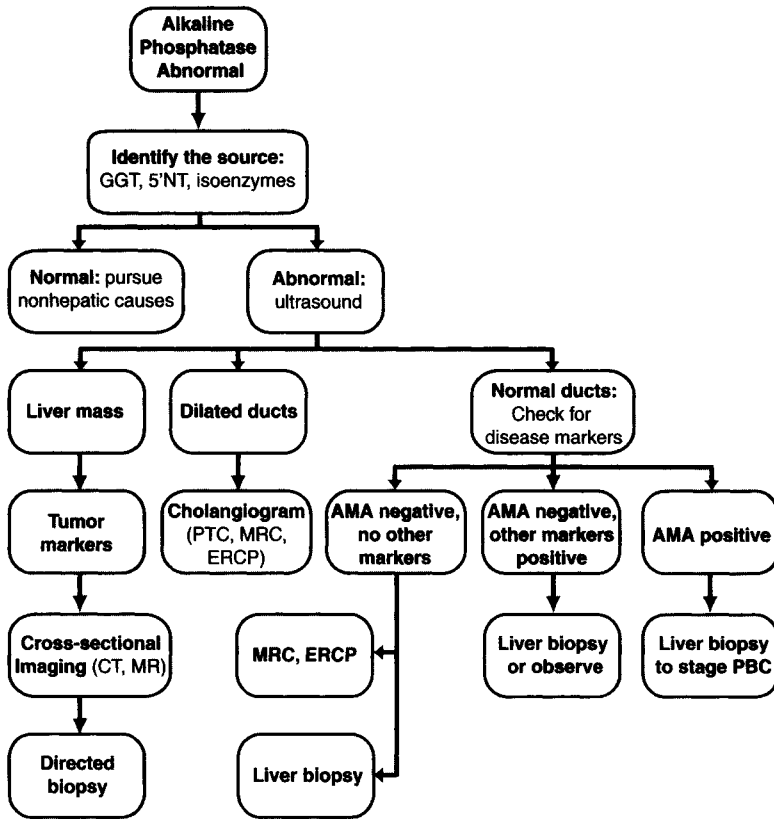 Alkaline
Phosphatase
Abnormal
Identify the source:
GGT, 5'NT, isoenzymes
Normal: pursue
nonhepatic causes
Abnormal:
ultrasound
Liver mass
Dilated ducts
Normal ducts:
Check for
disease markers
Tumor
markers
Cholangiogram
(PTC, MRC,
ERCP)
AMA negative,
no other
markers
AMA negative,
other markers
positive
AMA positive
Cross-sectional
Imaging (CT, MR)
MRC, ERCP
Liver biopsy
or observe
Liver biopsy
to stage PBC
Directed
biopsy
Liver biopsy